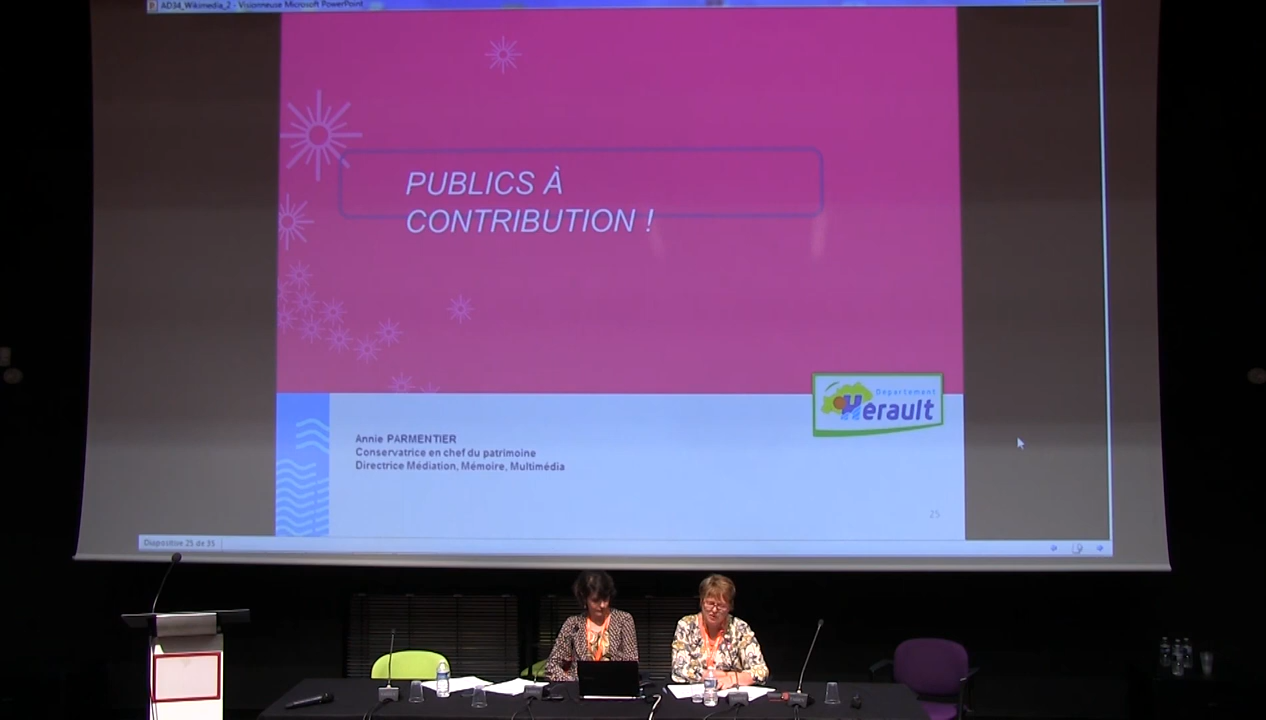 AD34_Wikimedia_2 - Visionneuse Microsoft PowerPoint
PUBLICS À
CONTRIBUTION !
Département
Hérault
Annie PARMENTIER
Conservatrice en chef du patrimoine
Directrice Médiation, Mémoire, Multimédia
25
Diapositive 25 de 35